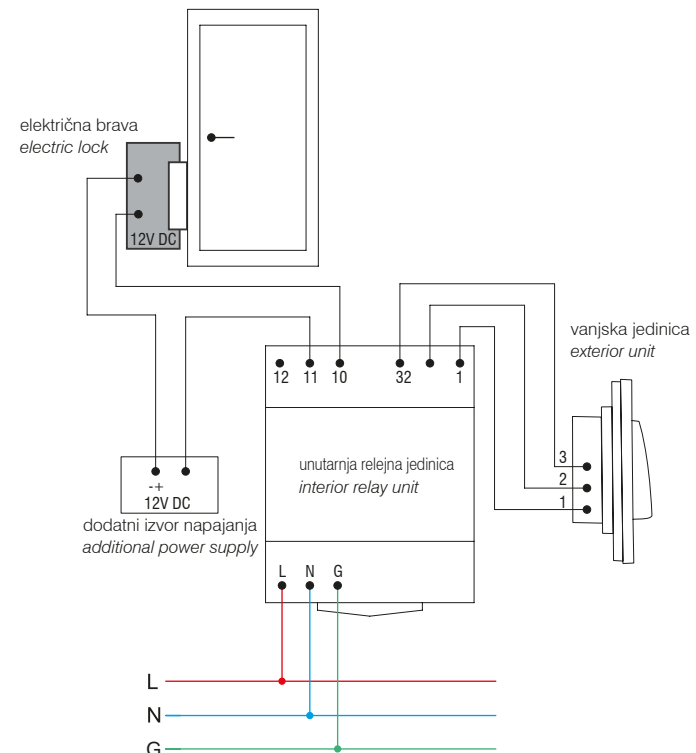 električna brava
electric lock
12V DC
vanjska jedinica
exterior unit
12 11 10 32 1
unutarnja relejna jedinica
interior relay unit
3
2
1
-+
12V DC
dodatni izvor napajanja
additional power supply
L N G
L
N
G